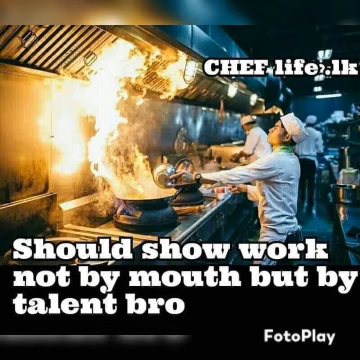 CHEF life.lk
Should show work
not by mouth but by
talent bro
FotoPlay